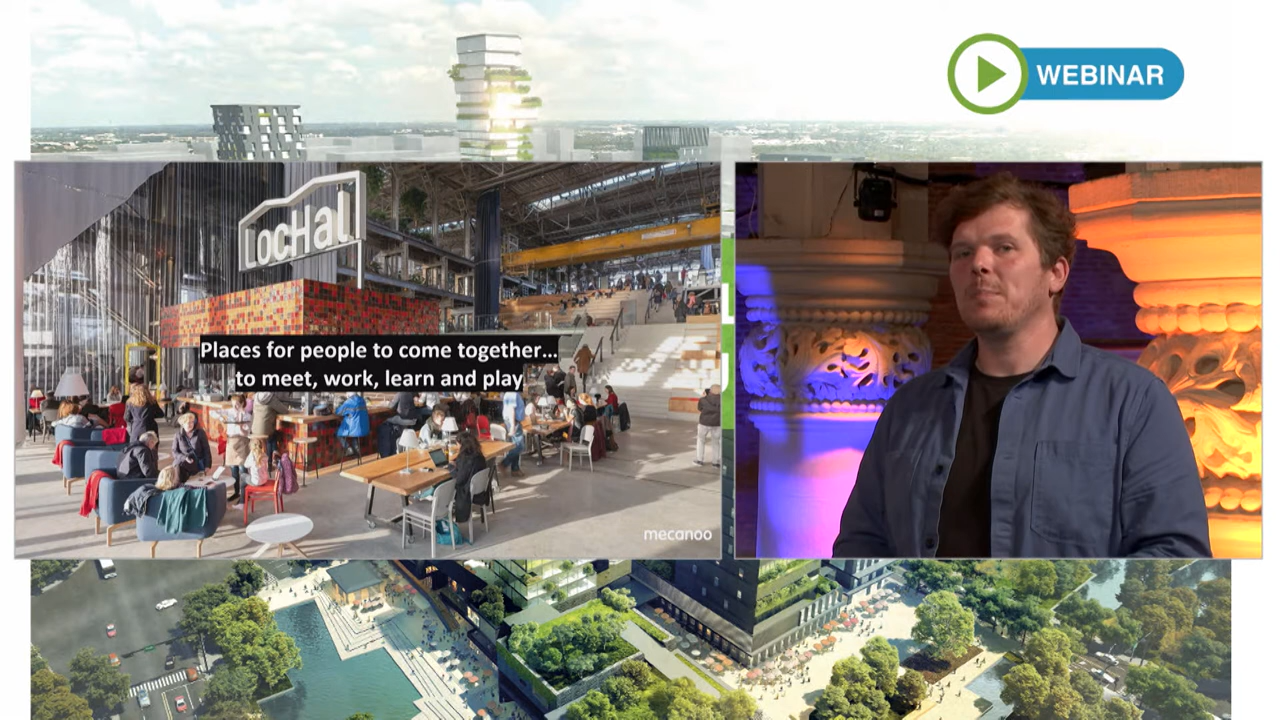 WEBINAR
LocHal
Places for people to come together...
to meet, work, learn and play
mecanoo